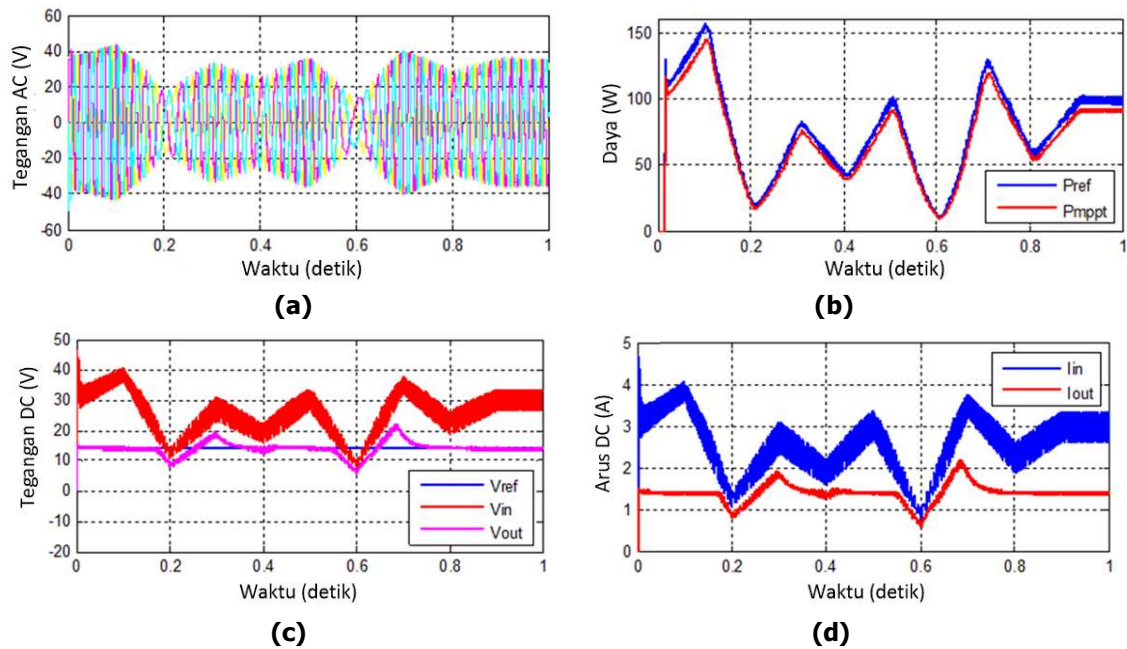 Tegangan AC (V)
60
40
20
0
-20
-40
-60
0
0.2
0.4
0.6
0.8
1
Waktu (detik)
(a)
Daya (W)
150
100
50
0
Pref
Pmppt
0
0.2
0.4
0.6
0.8
1
Waktu (detik)
(b)
Tegangan DC (V)
50
40
30
20
10
0
-10
-20
Vref
Vin
Vout
0
0.2
0.4
0.6
0.8
1
Waktu (detik)
(c)
Arus DC (A)
5
4
3
2
1
0
Iin
Iout
0
0.2
0.4
0.6
0.8
1
Waktu (detik)
(d)